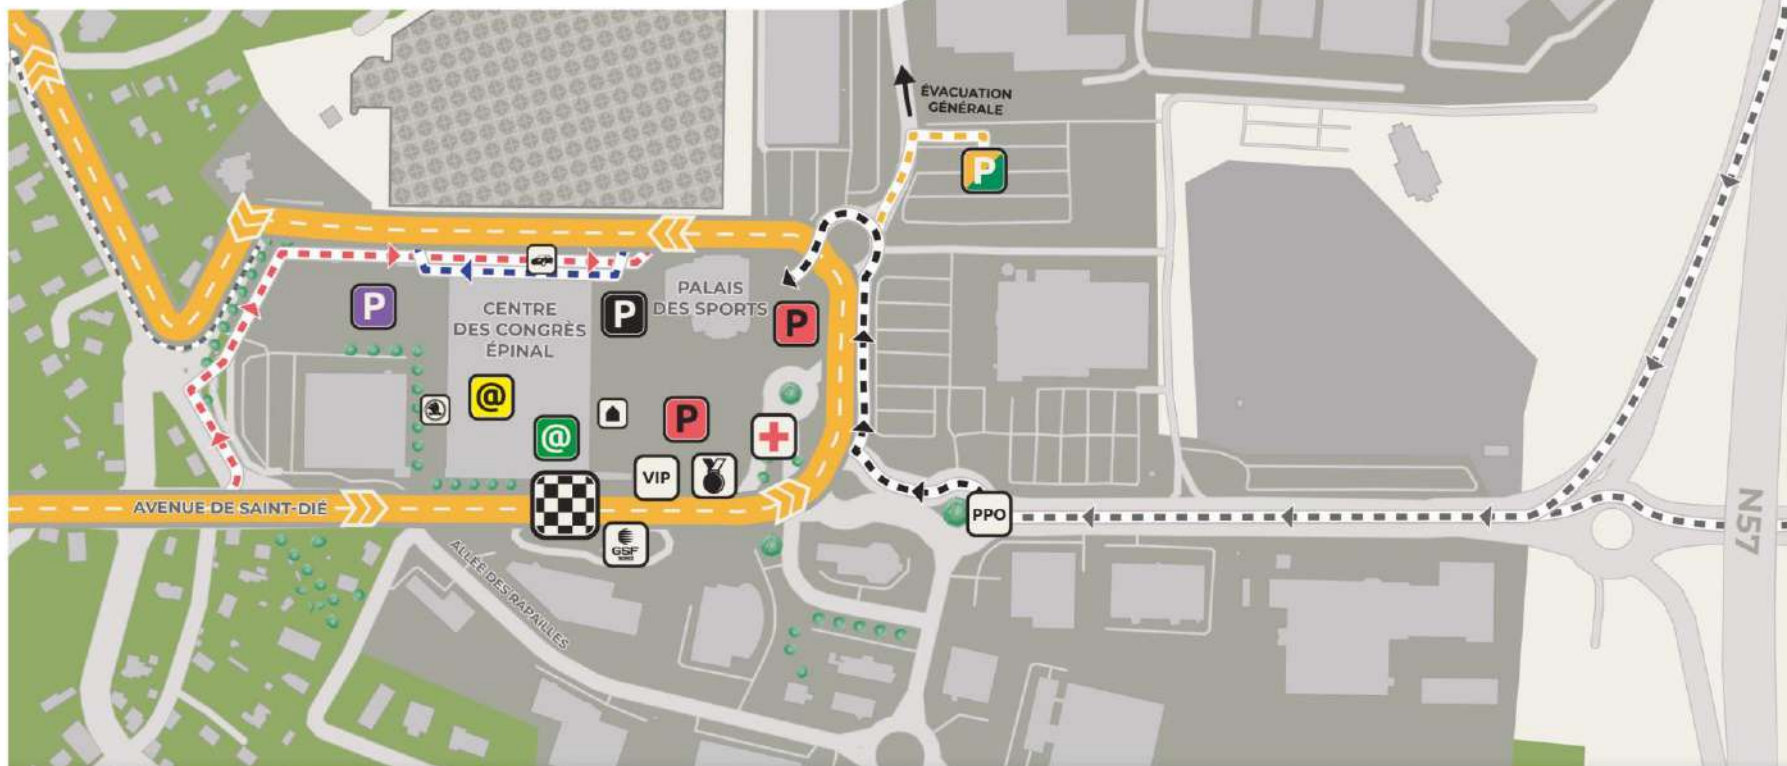 ÉVACUATION
GÉNÉRALE
P
PALAIS
DES SPORTS
P
CENTRE
DES CONGRÈS
ÉPINAL
P
P
@
@
P
VIP
AVENUE DE SAINT-DIÉ
PPO
GSF
ALLÉE DES RAPAILLES
N57